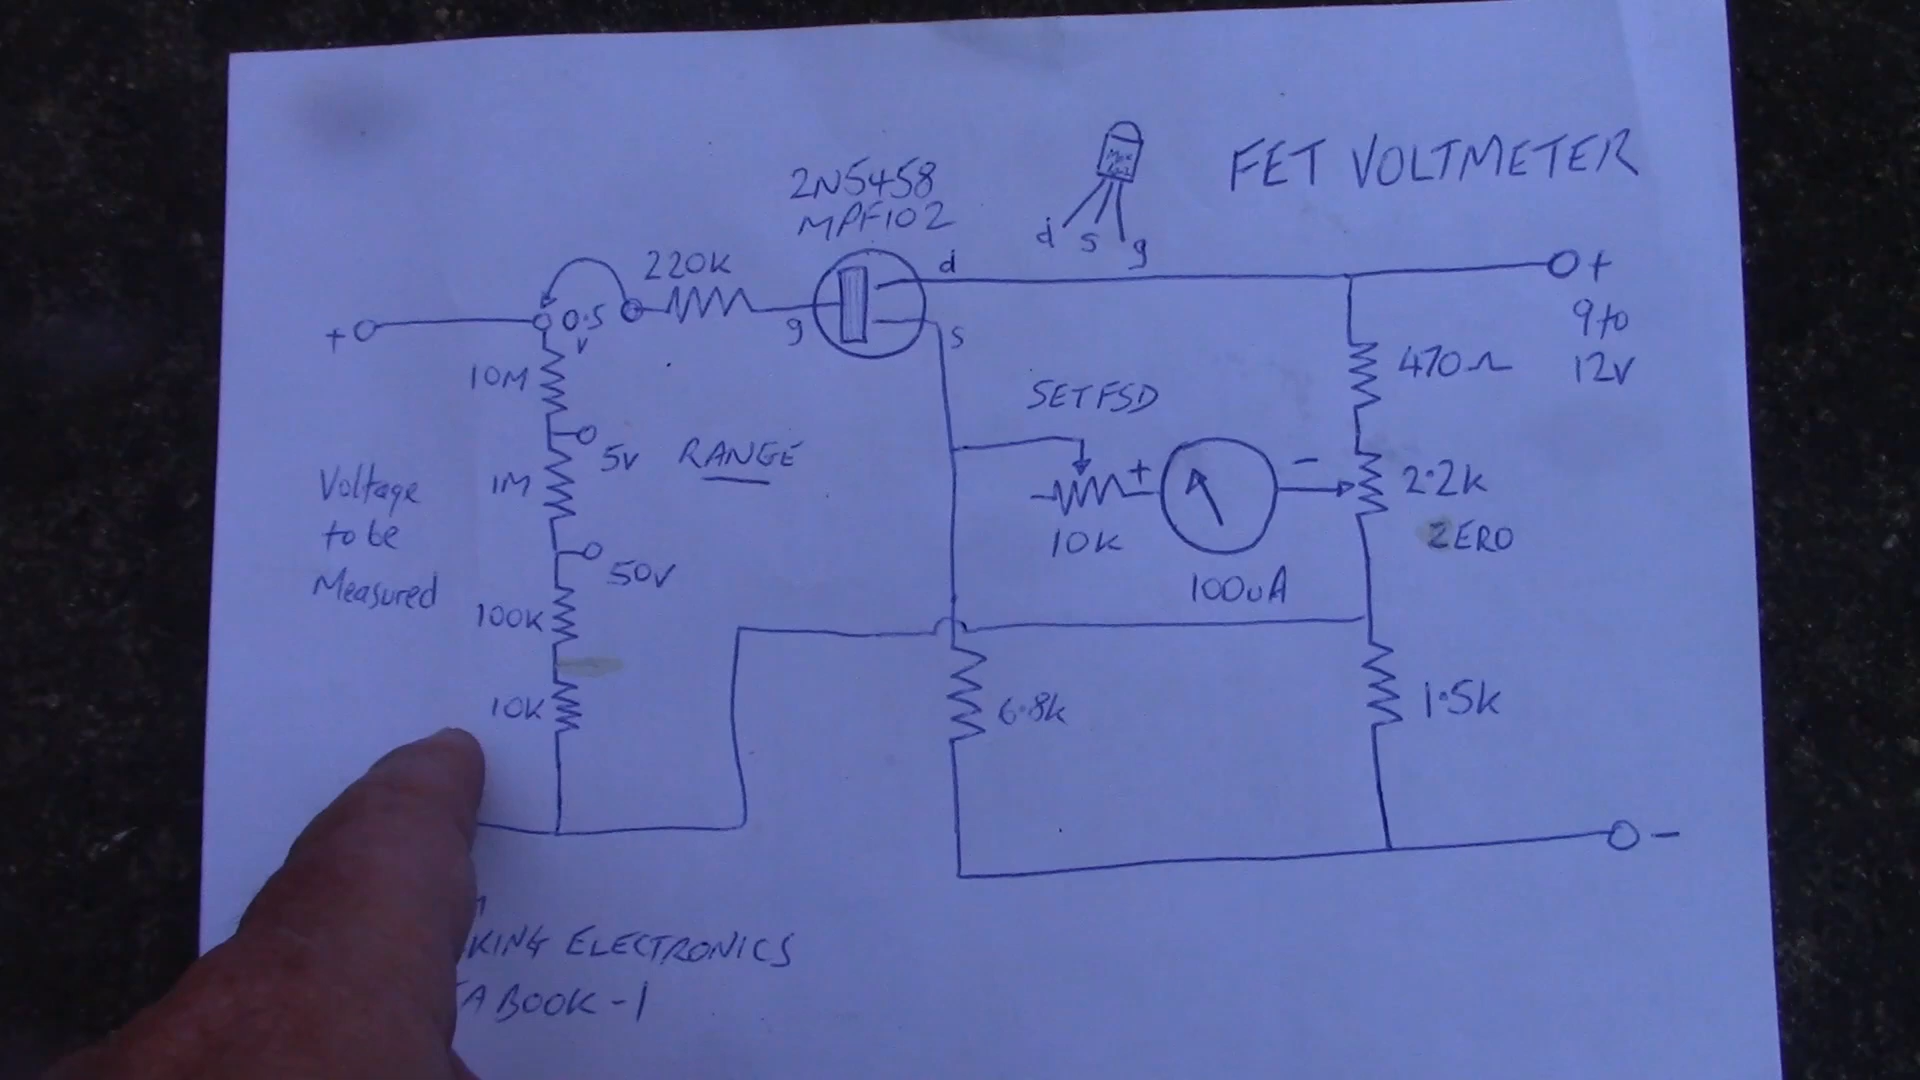 FET VOLTMETER
2N5458
MPF102
d s g
220K
d
g
s
+
0.5
v
+
9 to
12v
10M
470Ω
SET FSD
5v
RANGE
1M
+
-
2.2K
ZERO
Voltage
to be
Measured
10K
50v
100uA
100K
10K
6.8K
1.5K
-
KING ELECTRONICS
A BOOK-1